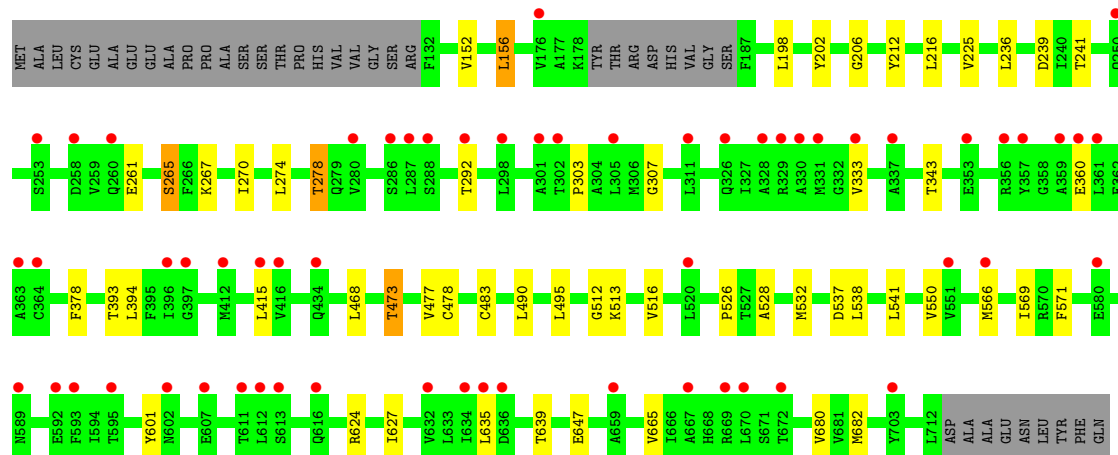 MET ALA LEU CYS GLU ALA GLU GLU ALA PRO PRO ALA SER SER THR PRO HIS VAL VAL GLY SER ARG F132 V152 L156 V176 A177 K178 TYR THR ARG ASP HIS VAL GLY SER F187 L198 Y202 G206 Y212 L216 V225 L236 D239 I240 T241
S253 D258 V259 Q260 E261 S265 F266 K267 I270 L274 T278 Q279 V280 S286 L287 S288 T292 L298 A301 T302 P303 A304 L305 M306 G307 L311 Q326 I327 A328 R329 A330 M331 G332 V333 A337 T343 E353 R356 Y357 G358 A359 E360 L361
A363 C364 F378 T393 L394 F395 I396 G397 M412 L415 V416 Q434 L468 T473 V477 C478 C483 L490 L495 G512 K513 V516 L520 P526 T527 A528 M532 D537 L538 L541 V550 V551 M566 I569 R570 F571 E580
N589 E592 F593 I594 T595 Y601 N602 E607 T611 L612 S613 Q616 R624 I627 V632 L633 I634 L635 D636 T639 E647 A659 V665 I666 A667 H668 R669 L670 S671 T672 V680 V681 M682 Y703 L712 ASP ALA ALA GLU ASN LEU TYR PHE GLN